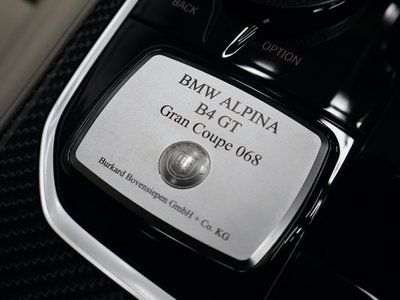 BACK
OPTION
BMW ALPINA
B4 GT
Gran Coupe 068
Burkard Bovensiepen GmbH + Co. KG